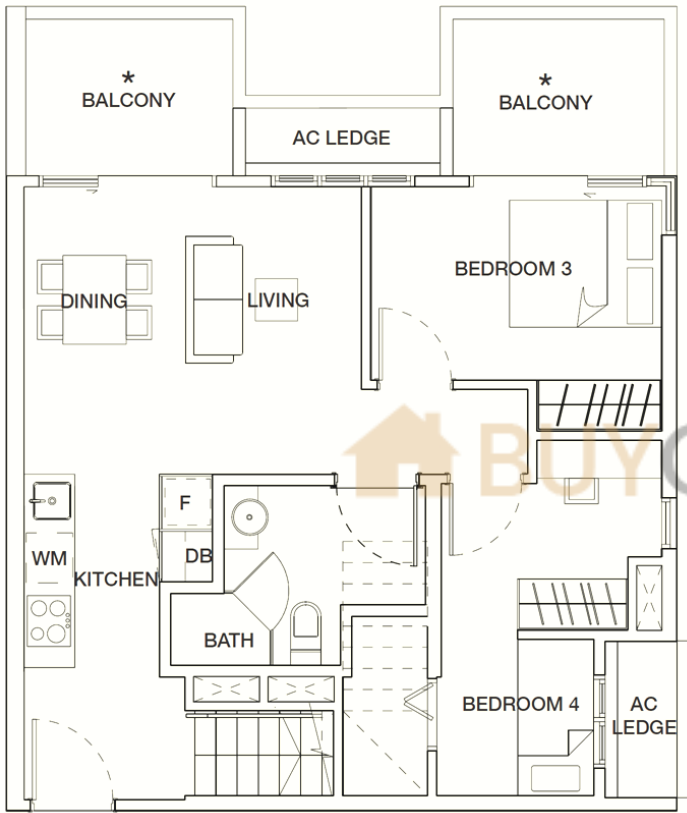 *
BALCONY
*
BALCONY
AC LEDGE
BEDROOM 3
DINING
LIVING
BUY
F
WM
DB
KITCHEN
BATH
BEDROOM 4
AC
LEDGE